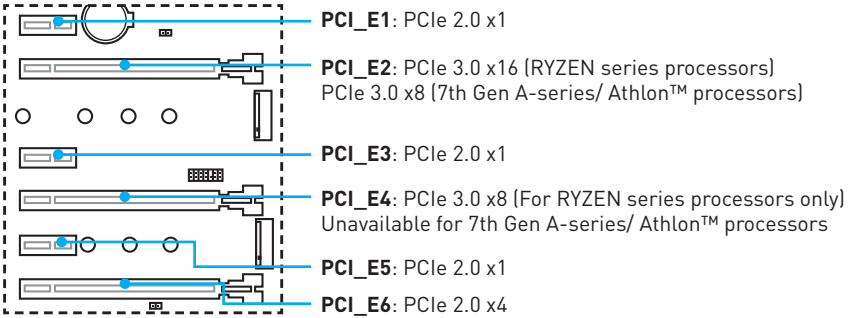 PCI_E1: PCIe 2.0 x1
PCI_E2: PCIe 3.0 x16 (RYZEN series processors)
PCIe 3.0 x8 (7th Gen A-series/ Athlon™ processors)
PCI_E3: PCIe 2.0 x1
PCI_E4: PCIe 3.0 x8 (For RYZEN series processors only)
Unavailable for 7th Gen A-series/ Athlon™ processors
PCI_E5: PCIe 2.0 x1
PCI_E6: PCIe 2.0 x4